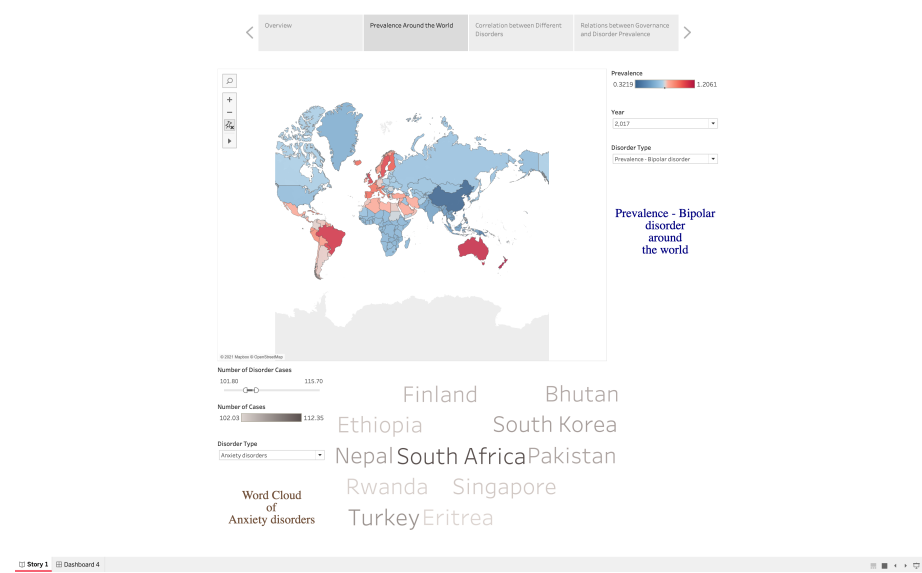 Overview
Prevalence Around the World
Correlation between Different
Disorders
Relations between Governance
and Disorder Prevalence
Prevalence
0.3219 1.2061
Year
2,017
Disorder Type
Prevalence - Bipolar disorder
Prevalence - Bipolar
disorder
around
the world
© 2021 Mapbox © OpenStreetMap
Number of Disorder Cases
101.80 115.70
Number of Cases
102.03 112.35
Disorder Type
Anxiety disorders
Word Cloud
of
Anxiety disorders
Finland Bhutan
Ethiopia South Korea
Nepal South Africa Pakistan
Rwanda Singapore
Turkey Eritrea
Story 1 Dashboard 4